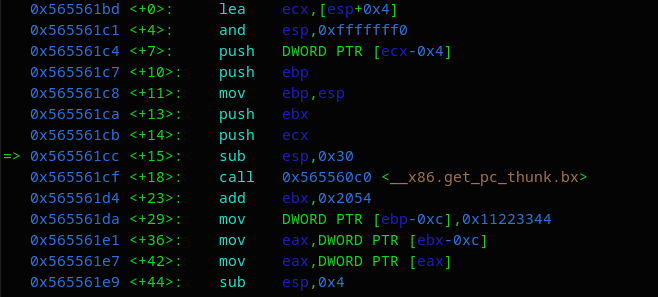 0x565561bd <+0>: lea ecx,[esp+0x4]
0x565561c1 <+4>: and esp,0xfffffff0
0x565561c4 <+7>: push DWORD PTR [ecx-0x4]
0x565561c7 <+10>: push ebp
0x565561c8 <+11>: mov ebp,esp
0x565561ca <+13>: push ebx
0x565561cb <+14>: push ecx
=> 0x565561cc <+15>: sub esp,0x30
0x565561cf <+18>: call 0x565560c0 <__x86.get_pc_thunk.bx>
0x565561d4 <+23>: add ebx,0x2054
0x565561da <+29>: mov DWORD PTR [ebp-0xc],0x11223344
0x565561e1 <+36>: mov eax,DWORD PTR [ebx-0xc]
0x565561e7 <+42>: mov eax,DWORD PTR [eax]
0x565561e9 <+44>: sub esp,0x4